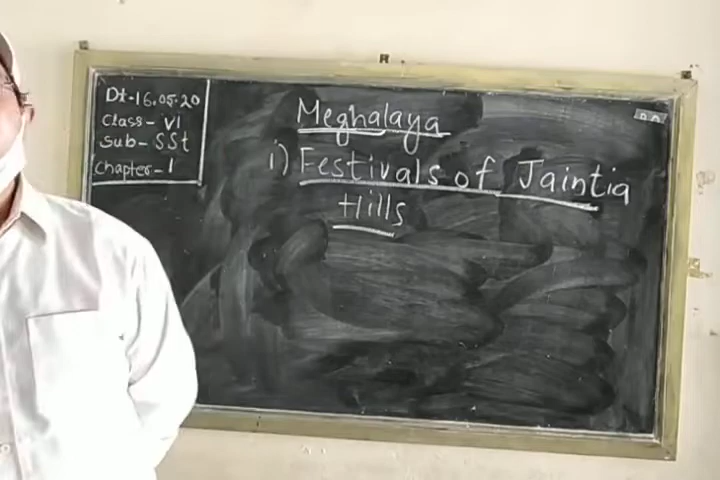 Dt-16.05.20
Class- VI
Sub- SSt
Chapter-1
Meghalaya
i) Festivals of Jaintia
Hills